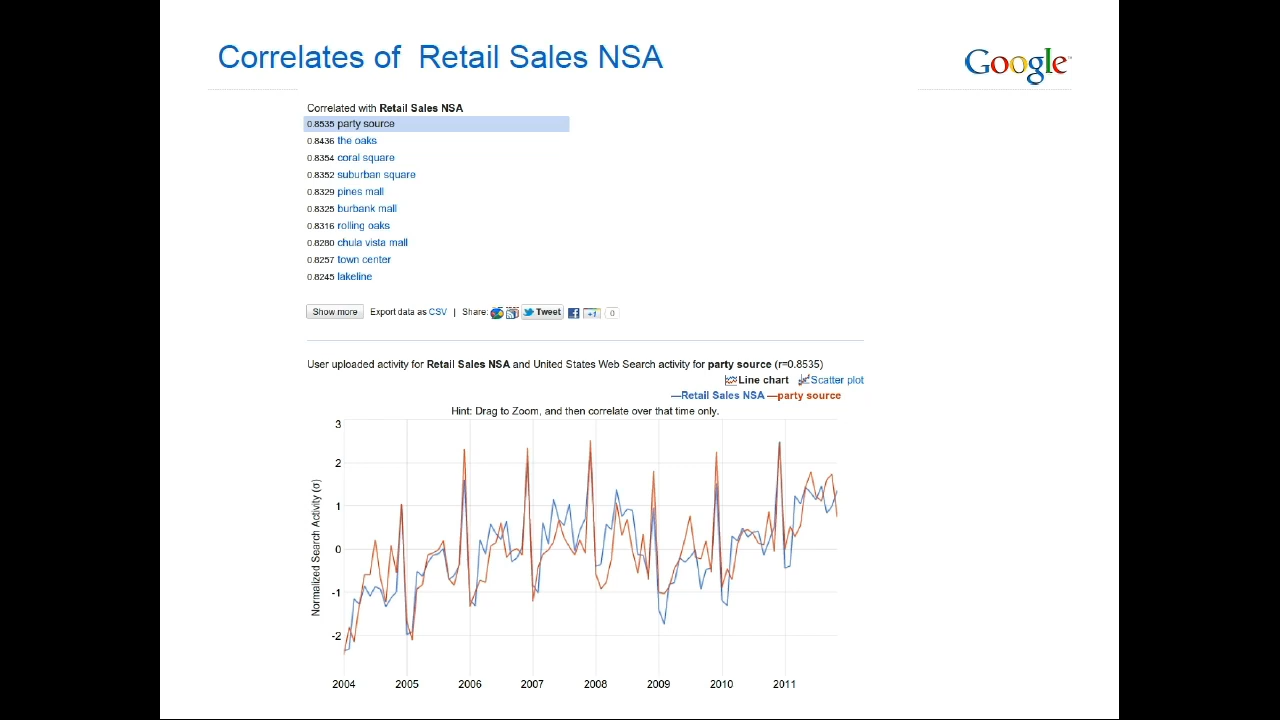 Correlates of  Retail Sales NSA
Google
Correlated with Retail Sales NSA
0.8535 party source
0.8436 the oaks
0.8354 coral square
0.8352 suburban square
0.8329 pines mall
0.8325 burbank mall
0.8316 rolling oaks
0.8280 chula vista mall
0.8257 town center
0.8245 lakeline
Show more Export data as CSV | Share: Tweet +1 0
User uploaded activity for Retail Sales NSA and United States Web Search activity for party source (r=0.8535)
Line chart Scatter plot
—Retail Sales NSA —party source
Hint: Drag to Zoom, and then correlate over that time only.
Normalized Search Activity (σ)
3
2
1
0
-1
-2
2004 2005 2006 2007 2008 2009 2010 2011